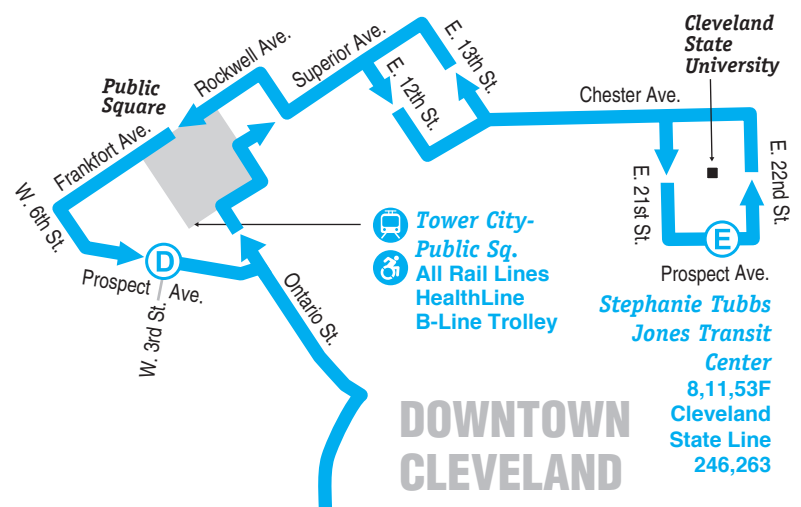 Cleveland
State
University
E. 13th St.
Superior Ave.
Rockwell Ave.
E. 12th St.
Chester Ave.
Public
Square
Frankfort Ave.
W. 6th St.
E. 21st St.
E. 22nd St.
Tower City-
Public Sq.
All Rail Lines
HealthLine
B-Line Trolley
D
E
Prospect Ave.
W. 3rd St.
Ontario St.
Prospect Ave.
Stephanie Tubbs
Jones Transit
Center
8,11,53F
Cleveland
State Line
246,263
DOWNTOWN
CLEVELAND